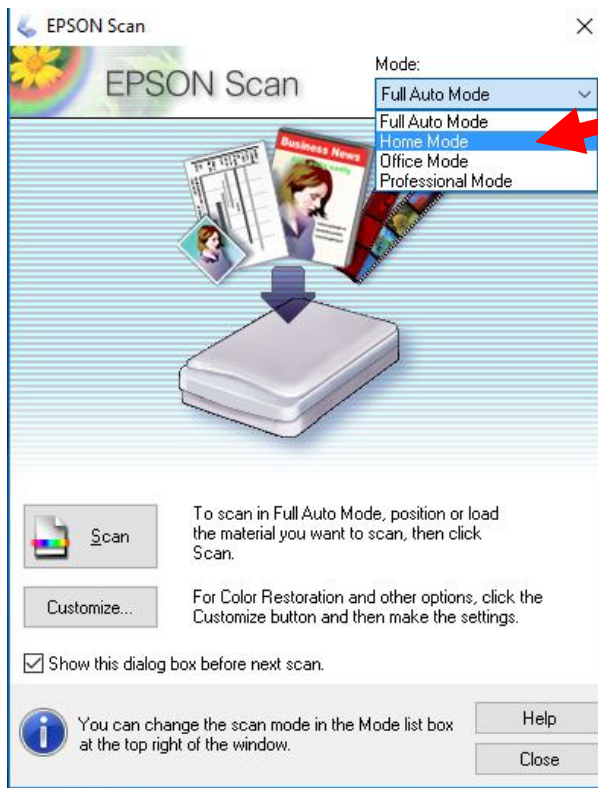 EPSON Scan
EPSON Scan
Mode:
Full Auto Mode
Full Auto Mode
Home Mode
Office Mode
Professional Mode
Business News
Scan
To scan in Full Auto Mode, position or load
the material you want to scan, then click
Scan.
Customize...
For Color Restoration and other options, click the
Customize button and then make the settings.
Show this dialog box before next scan.
You can change the scan mode in the Mode list box
at the top right of the window.
Help
Close